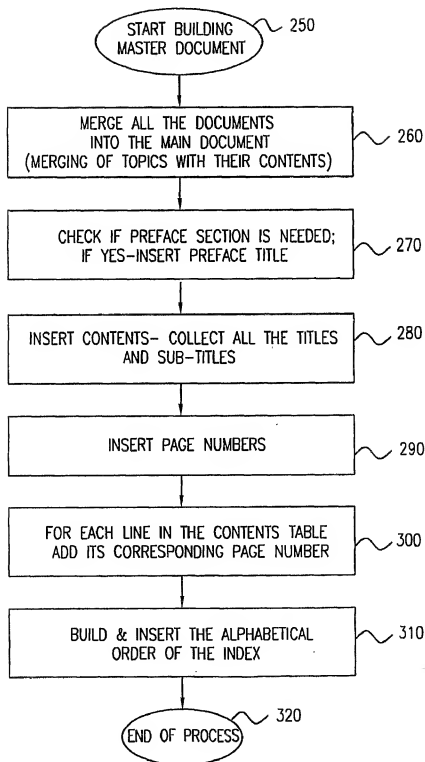 START BUILDING
MASTER DOCUMENT
250
MERGE ALL THE DOCUMENTS
INTO THE MAIN DOCUMENT
(MERGING OF TOPICS WITH THEIR CONTENTS)
260
CHECK IF PREFACE SECTION IS NEEDED;
IF YES-INSERT PREFACE TITLE
270
INSERT CONTENTS- COLLECT ALL THE TITLES
AND SUB-TITLES
280
INSERT PAGE NUMBERS
290
FOR EACH LINE IN THE CONTENTS TABLE
ADD ITS CORRESPONDING PAGE NUMBER
300
BUILD & INSERT THE ALPHABETICAL
ORDER OF THE INDEX
310
END OF PROCESS
320